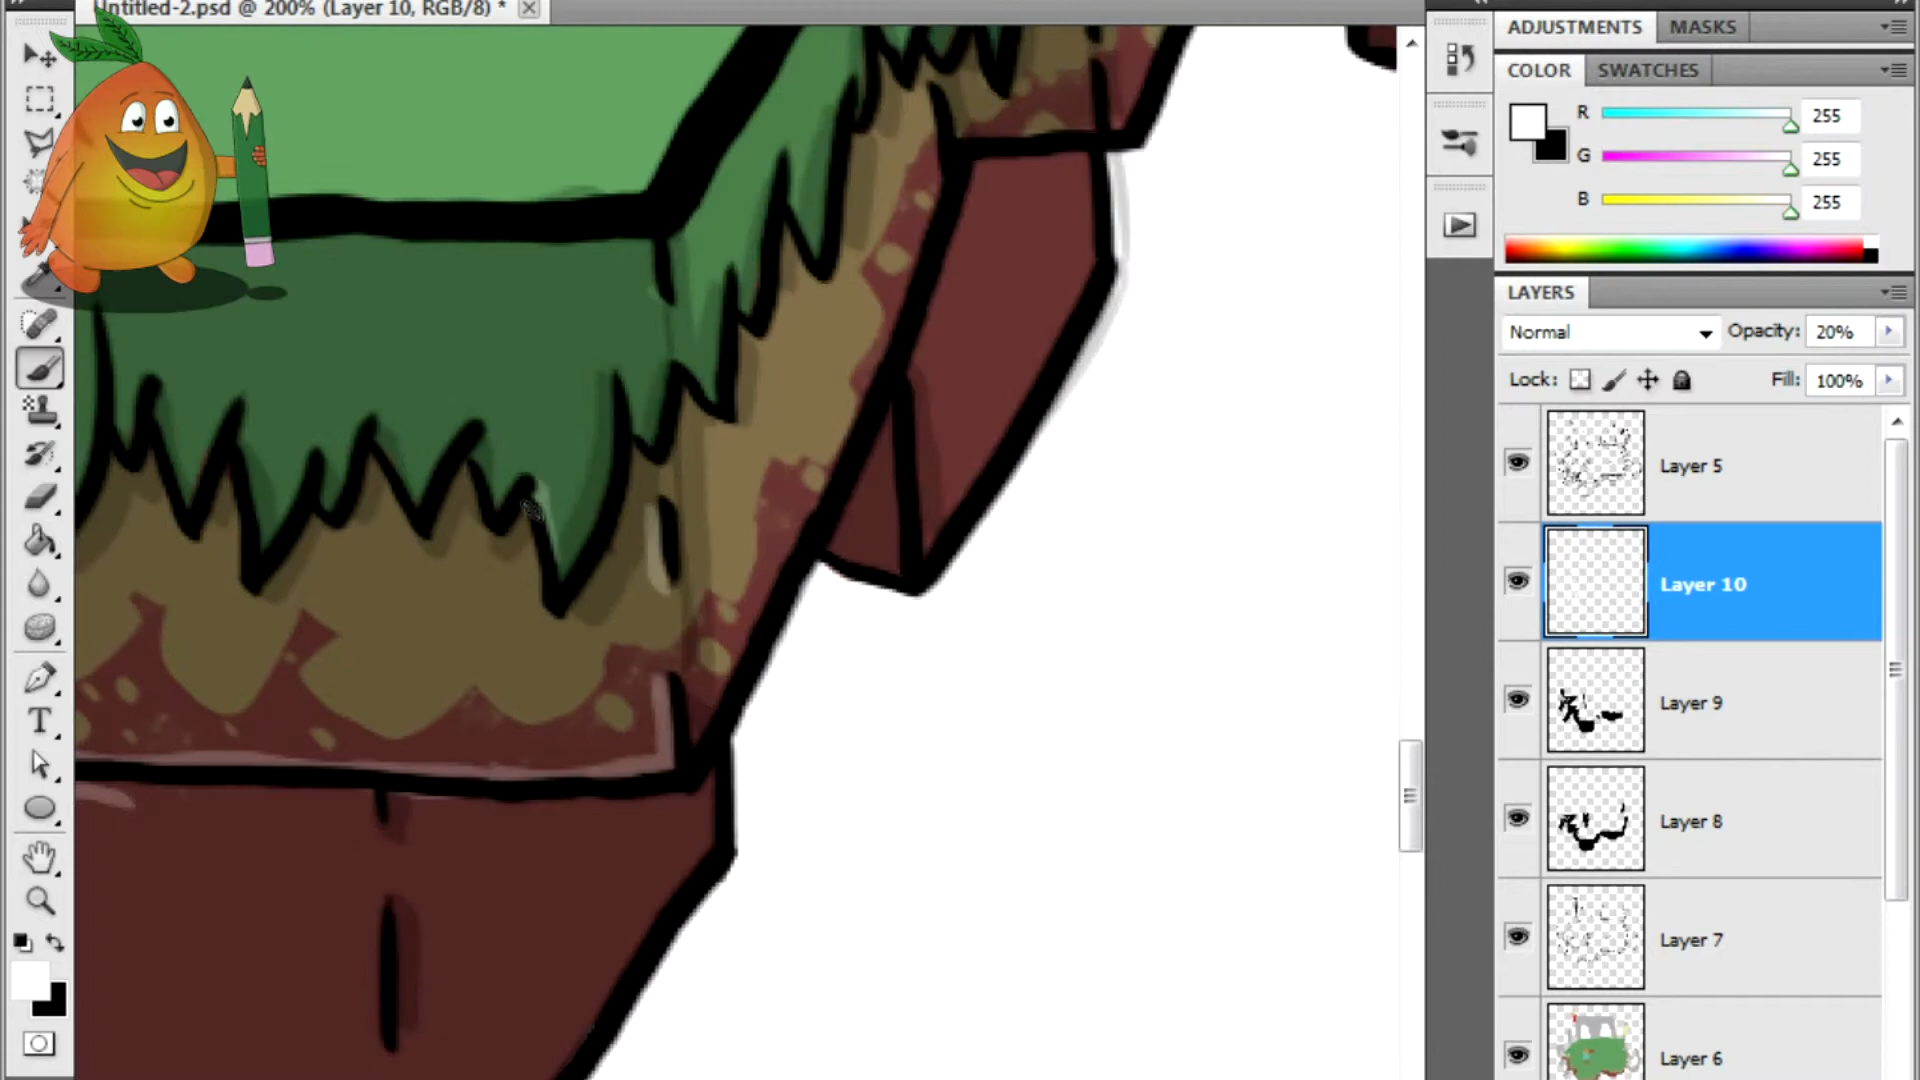 Untitled-2.psd @ 200% (Layer 10, RGB/8) *
ADJUSTMENTS
MASKS
COLOR
SWATCHES
R
255
G
255
B
255
LAYERS
Normal
Opacity: 20%
Lock:
Fill: 100%
Layer 5
Layer 10
Layer 9
Layer 8
Layer 7
Layer 6
T